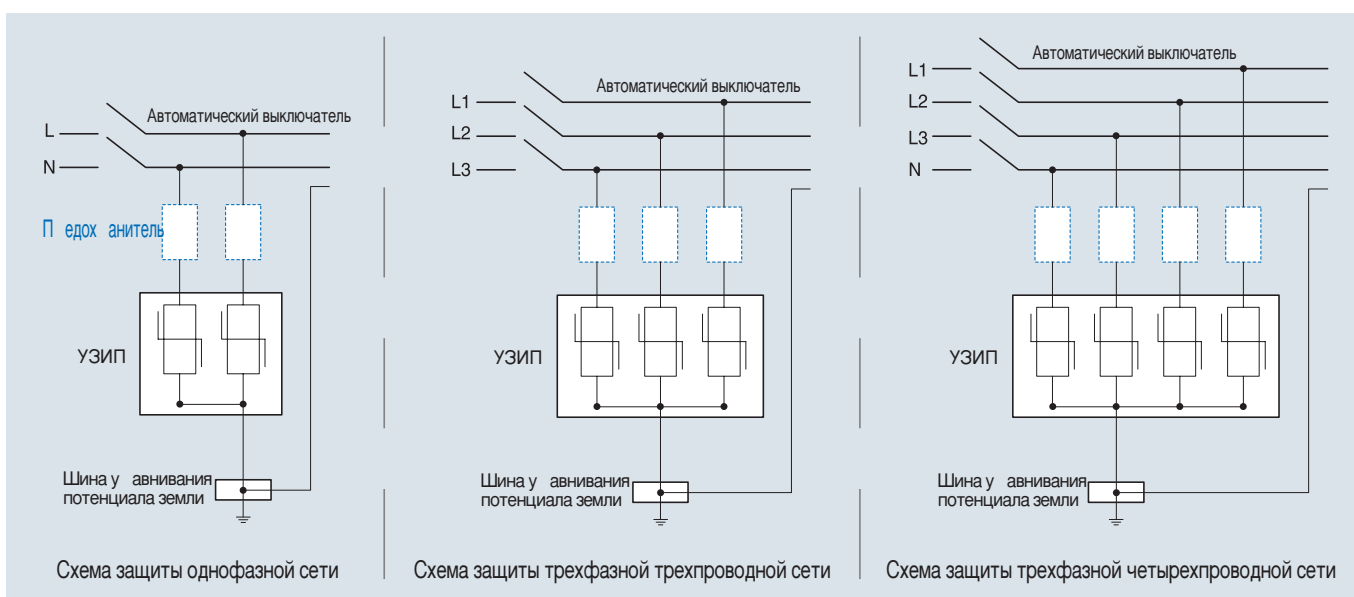 Автоматический выключатель
L
N
П едох анитель
УЗИП
Шина у авнивания
потенциала земли
Схема защиты однофазной сети
Автоматический выключатель
L1
L2
L3
УЗИП
Шина у авнивания
потенциала земли
Схема защиты трехфазной трехпроводной сети
Автоматический выключатель
L1
L2
L3
N
УЗИП
Шина у авнивания
потенциала земли
Схема защиты трехфазной четырехпроводной сети